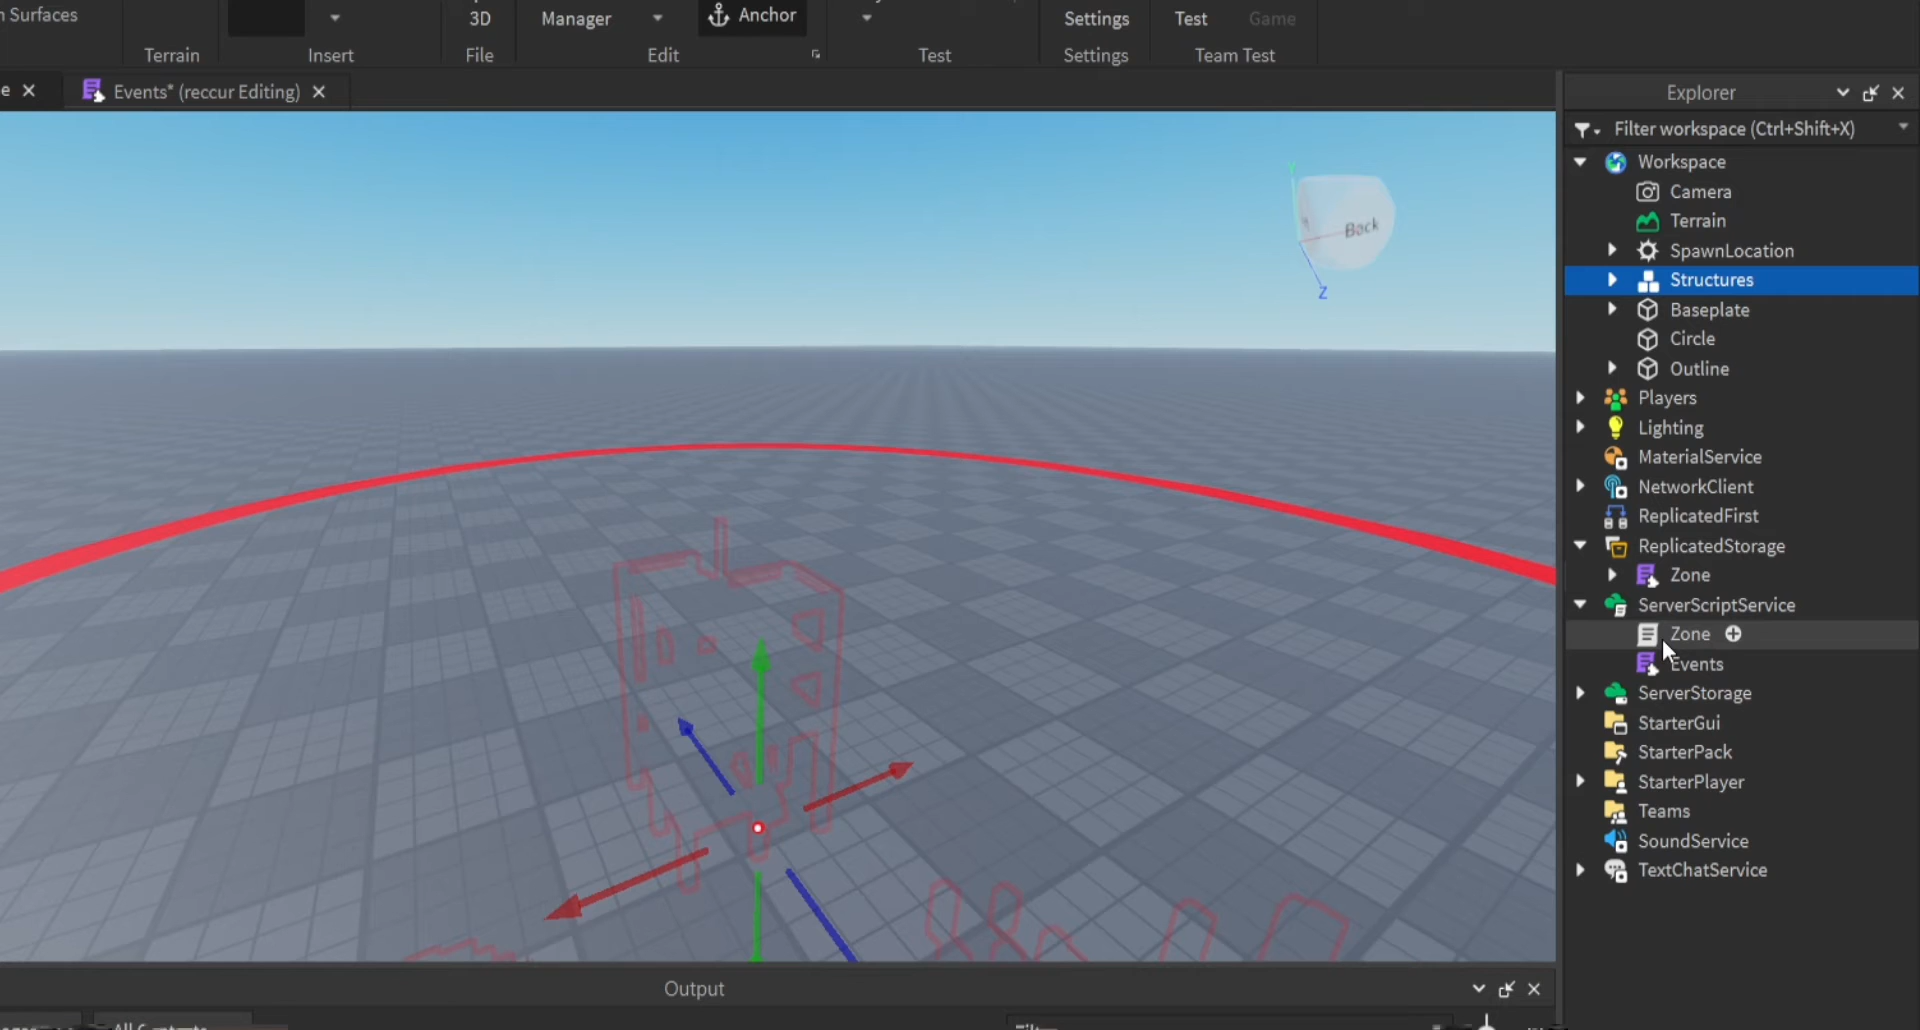 Surfaces
3D
Manager
Anchor
Settings
Test
Game
Terrain
Insert
File
Edit
Test
Settings
Team Test
e
Events* (reccur Editing)
Explorer
Filter workspace (Ctrl+Shift+X)
Workspace
Camera
Terrain
SpawnLocation
Structures
Baseplate
Circle
Outline
Players
Lighting
MaterialService
NetworkClient
ReplicatedFirst
ReplicatedStorage
Zone
ServerScriptService
Zone
Events
ServerStorage
StarterGui
StarterPack
StarterPlayer
Teams
SoundService
TextChatService
Y
Back
Z
Output